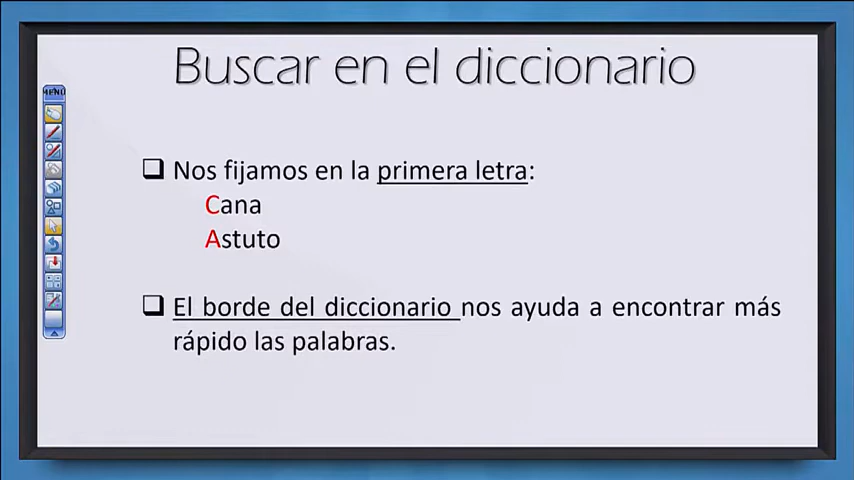 Buscar en el diccionario
MENÚ
Nos fijamos en la primera letra:
Cana
Astuto
El borde del diccionario nos ayuda a encontrar más
rápido las palabras.